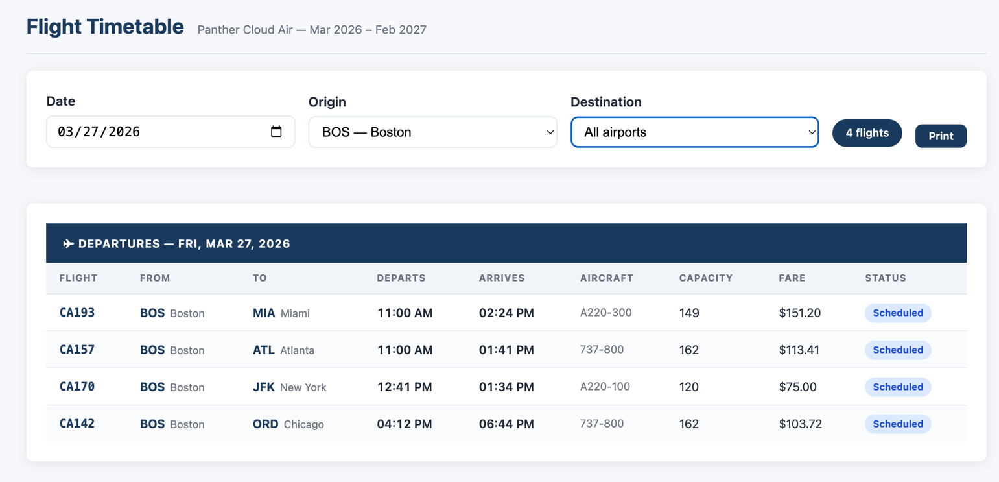 Flight Timetable Panther Cloud Air — Mar 2026 – Feb 2027
Date Origin Destination
03/27/2026 BOS — Boston All airports 4 flights Print
✈ DEPARTURES — FRI, MAR 27, 2026
FLIGHT FROM TO DEPARTS ARRIVES AIRCRAFT CAPACITY FARE STATUS
CA193 BOS Boston MIA Miami 11:00 AM 02:24 PM A220-300 149 $151.20 Scheduled
CA157 BOS Boston ATL Atlanta 11:00 AM 01:41 PM 737-800 162 $113.41 Scheduled
CA170 BOS Boston JFK New York 12:41 PM 01:34 PM A220-100 120 $75.00 Scheduled
CA142 BOS Boston ORD Chicago 04:12 PM 06:44 PM 737-800 162 $103.72 Scheduled